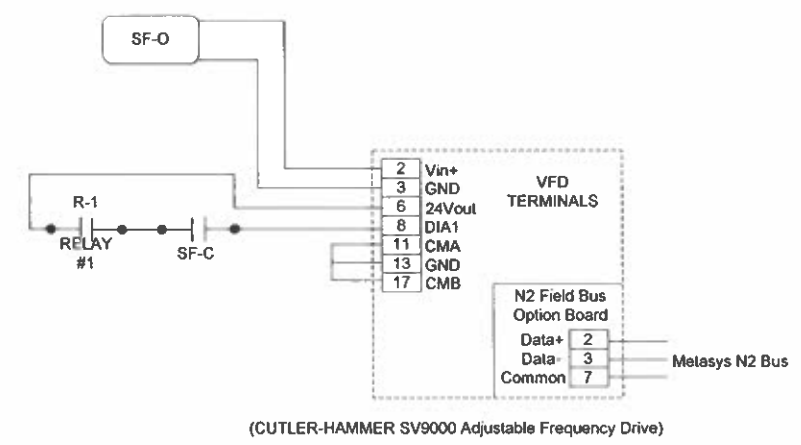 SF-O
2 Vin+
3 GND
6 24Vout
8 DIA1
11 CMA
13 GND
17 CMB
VFD
TERMINALS
R-1
RELAY
#1
SF-C
N2 Field Bus
Option Board
Data+ 2
Data- 3
Common 7
Metasys N2 Bus
(CUTLER-HAMMER SV9000 Adjustable Frequency Drive)